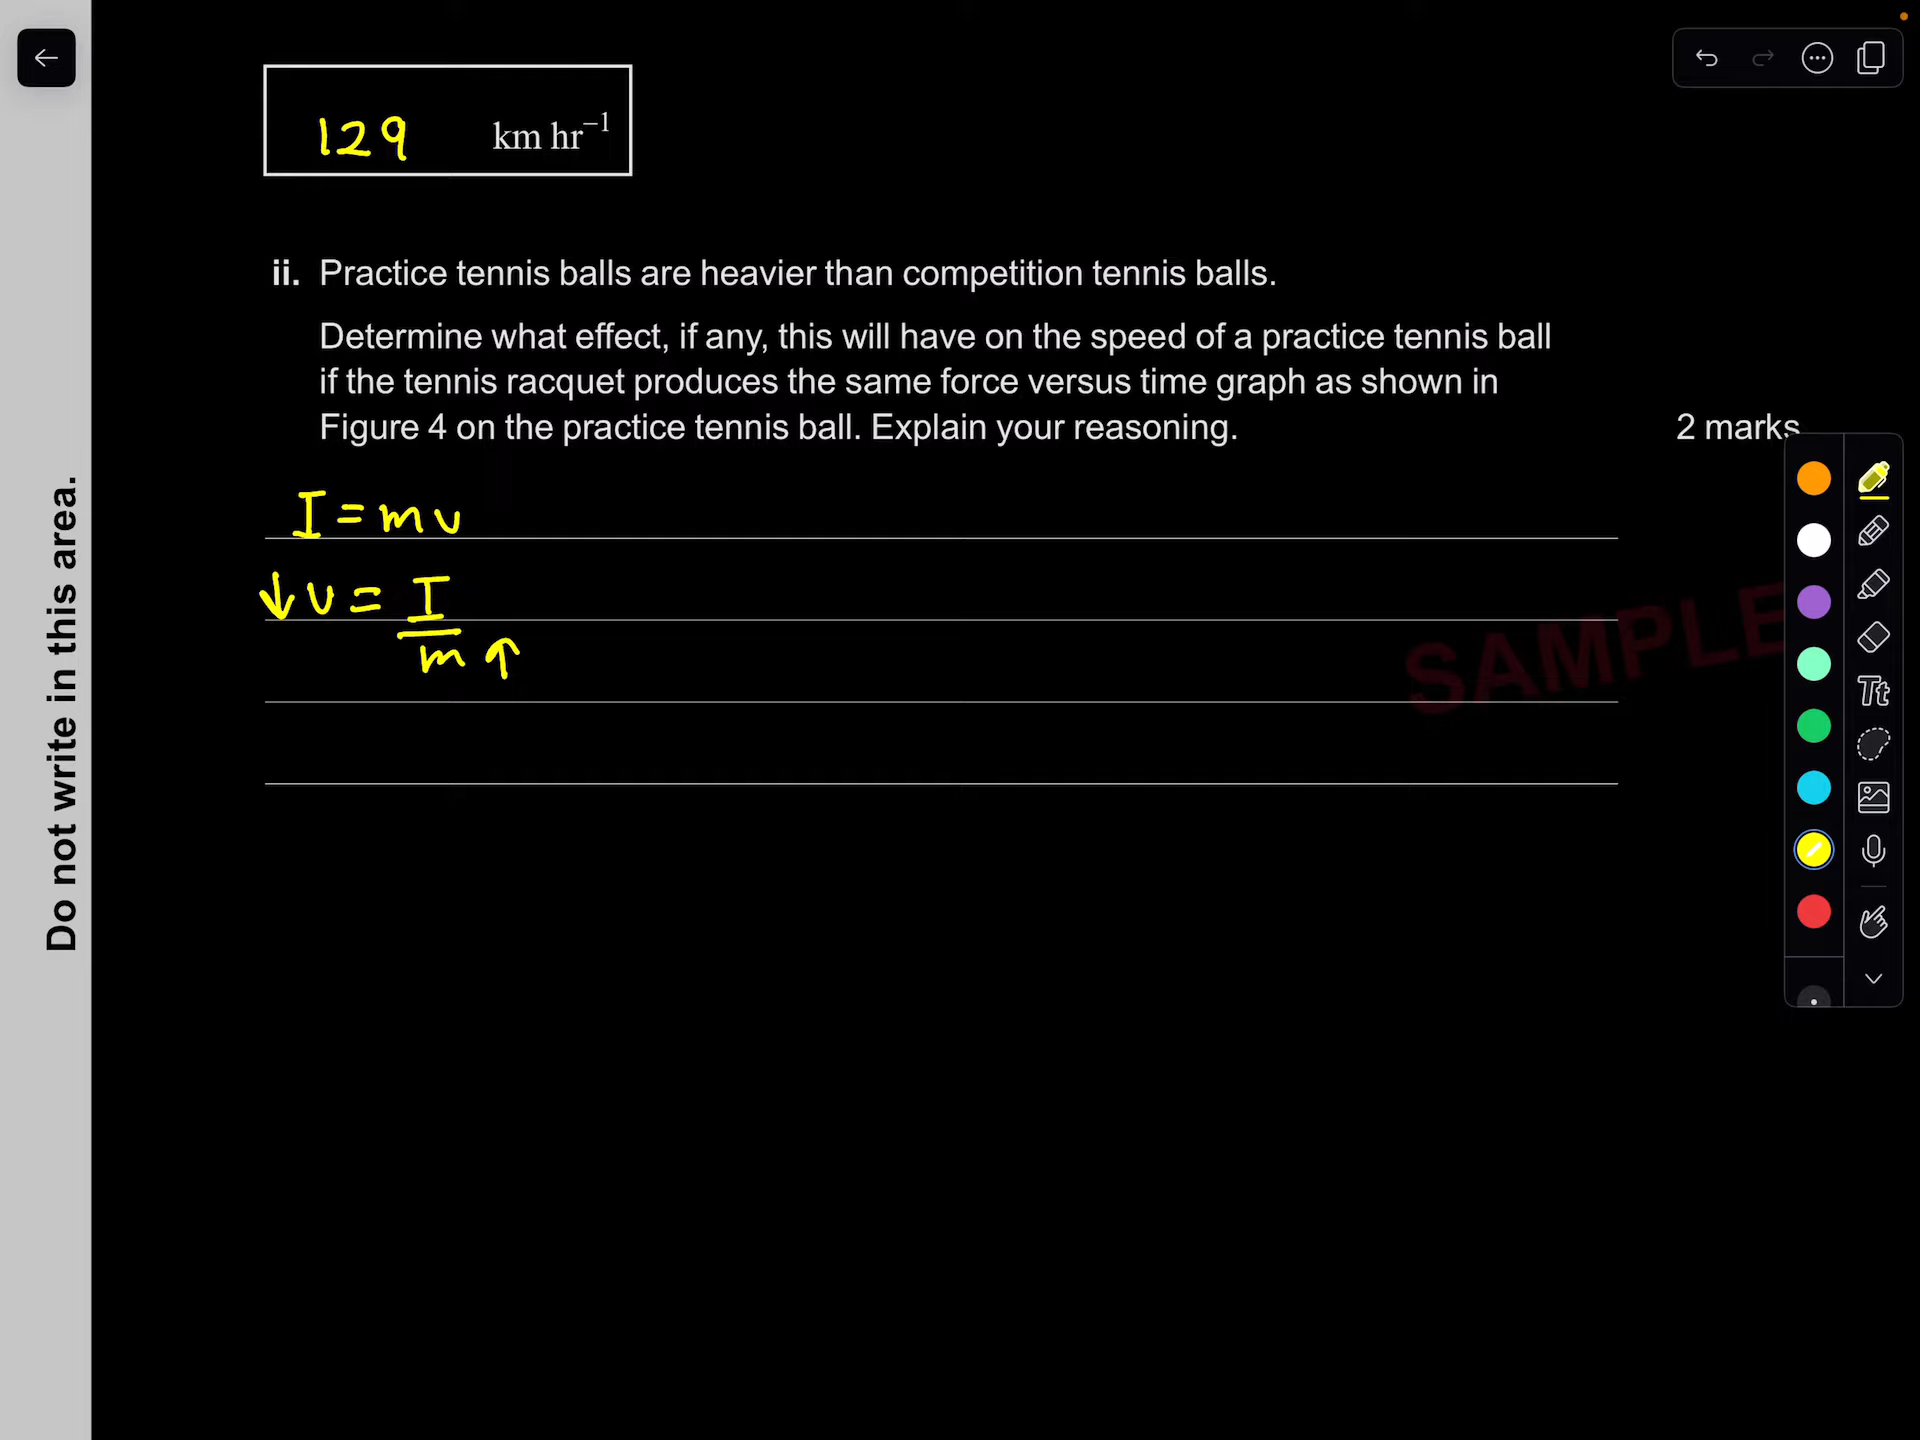 129 km hr⁻¹
ii. Practice tennis balls are heavier than competition tennis balls.
Determine what effect, if any, this will have on the speed of a practice tennis ball
if the tennis racquet produces the same force versus time graph as shown in
Figure 4 on the practice tennis ball. Explain your reasoning.
2 marks
I = mv
↓ v = I
m ↑
SAMPLE
Do not write in this area.
Tt